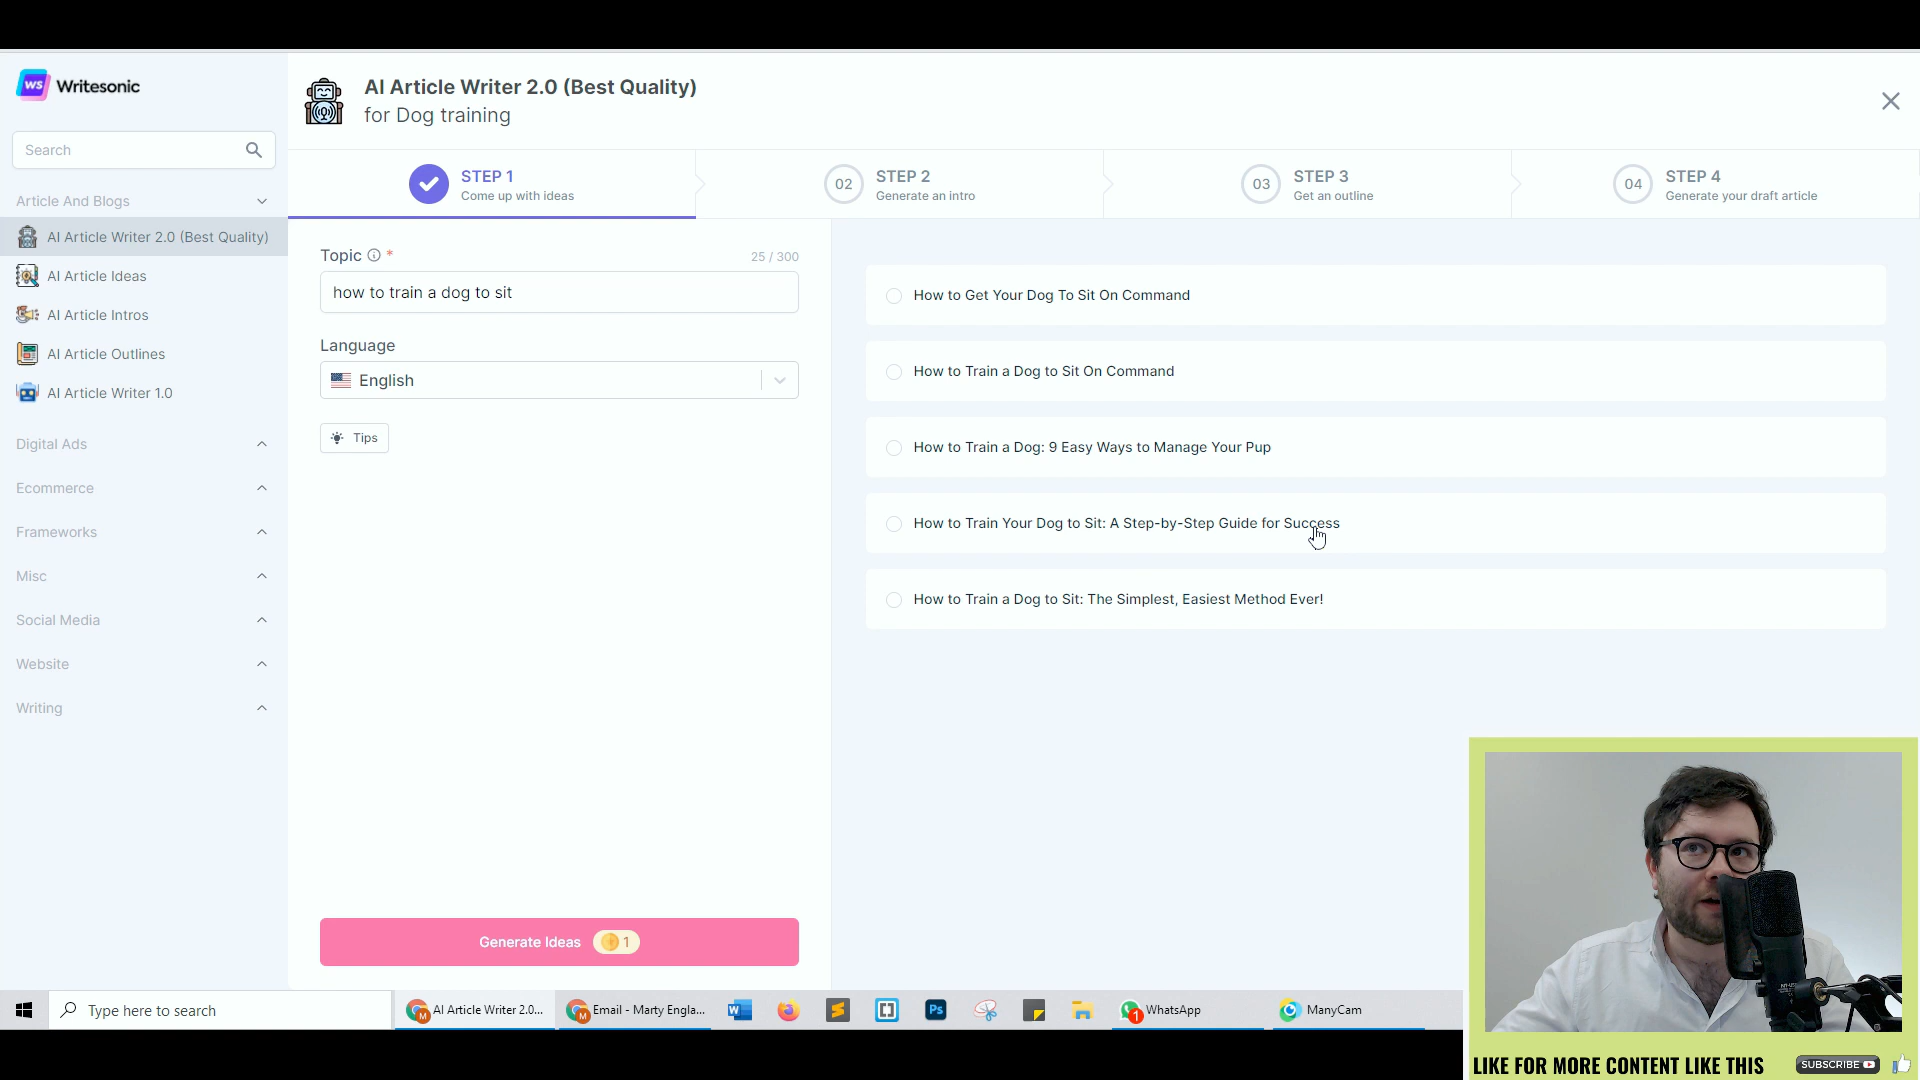 WS Writesonic
Search
Article And Blogs
AI Article Writer 2.0 (Best Quality)
AI Article Ideas
AI Article Intros
AI Article Outlines
AI Article Writer 1.0
Digital Ads
Ecommerce
Frameworks
Misc
Social Media
Website
Writing
AI Article Writer 2.0 (Best Quality)
for Dog training
STEP 1
Come up with ideas
02 STEP 2
Generate an intro
03 STEP 3
Get an outline
04 STEP 4
Generate your draft article
Topic * 25 / 300
how to train a dog to sit
Language
English
Tips
Generate Ideas 1
How to Get Your Dog To Sit On Command
How to Train a Dog to Sit On Command
How to Train a Dog: 9 Easy Ways to Manage Your Pup
How to Train Your Dog to Sit: A Step-by-Step Guide for Success
How to Train a Dog to Sit: The Simplest, Easiest Method Ever!
Type here to search
M AI Article Writer 2.0...
M Email - Marty Engla...
W
Ps
1 WhatsApp
ManyCam
LIKE FOR MORE CONTENT LIKE THIS
SUBSCRIBE